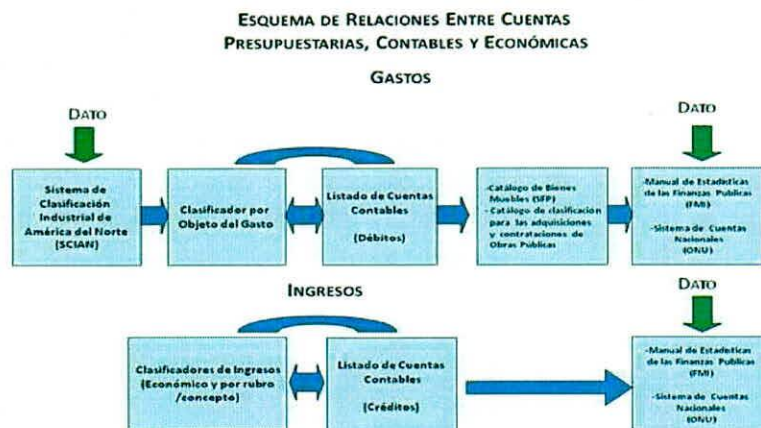 ESQUEMA DE RELACIONES ENTRE CUENTAS
PRESUPUESTARIAS, CONTABLES Y ECONÓMICAS
GASTOS
DATO
DATO
Sistema de
Clasificación
Industrial de
América del Norte
(SCIAN)
Clasificador por
Objeto del Gasto
Listado de Cuentas
Contables
(Débitos)
-Catálogo de Bienes
Muebles (SFP)
- Catálogo de clasificación
para las adquisiciones
y contrataciones de
Obras Públicas
-Manual de Estadísticas
de las Finanzas Publicas
(FMI)
-Sistema de Cuentas
Nacionales
(ONU)
INGRESOS
DATO
Clasificadores de Ingresos
(Económico y por rubro
/concepto)
Listado de Cuentas
Contables
(Créditos)
-Manual de Estadísticas
de las Finanzas Publicas
(FMI)
-Sistema de Cuentas
Nacionales
(ONU)